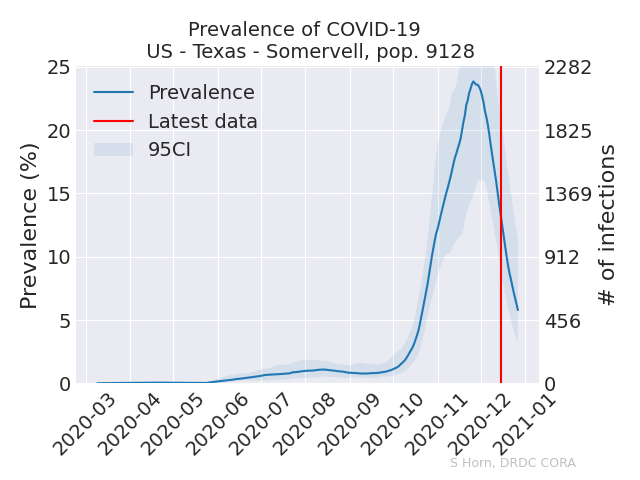 Prevalence of COVID-19
US - Texas - Somervell, pop. 9128
Prevalence (%)
25
20
15
10
5
0
Prevalence
Latest data
95CI
2282
1825
1369
912
456
0
# of infections
2020-03
2020-04
2020-05
2020-06
2020-07
2020-08
2020-09
2020-10
2020-11
2020-12
2021-01
S Horn, DRDC CORA